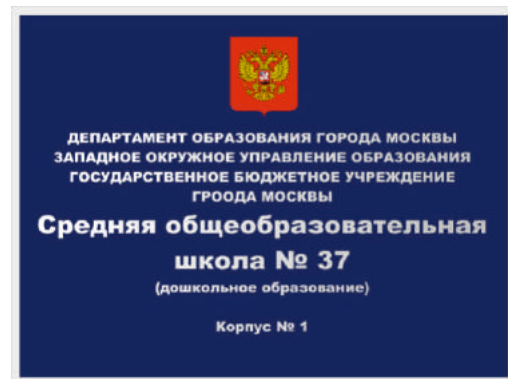 ДЕПАРТАМЕНТ ОБРАЗОВАНИЯ ГОРОДА МОСКВЫ
ЗАПАДНОЕ ОКРУЖНОЕ УПРАВЛЕНИЕ ОБРАЗОВАНИЯ
ГОСУДАРСТВЕННОЕ БЮДЖЕТНОЕ УЧРЕЖДЕНИЕ
ГРООДА МОСКВЫ
Средняя общеобразовательная
школа № 37
(дошкольное образование)
Корпус № 1